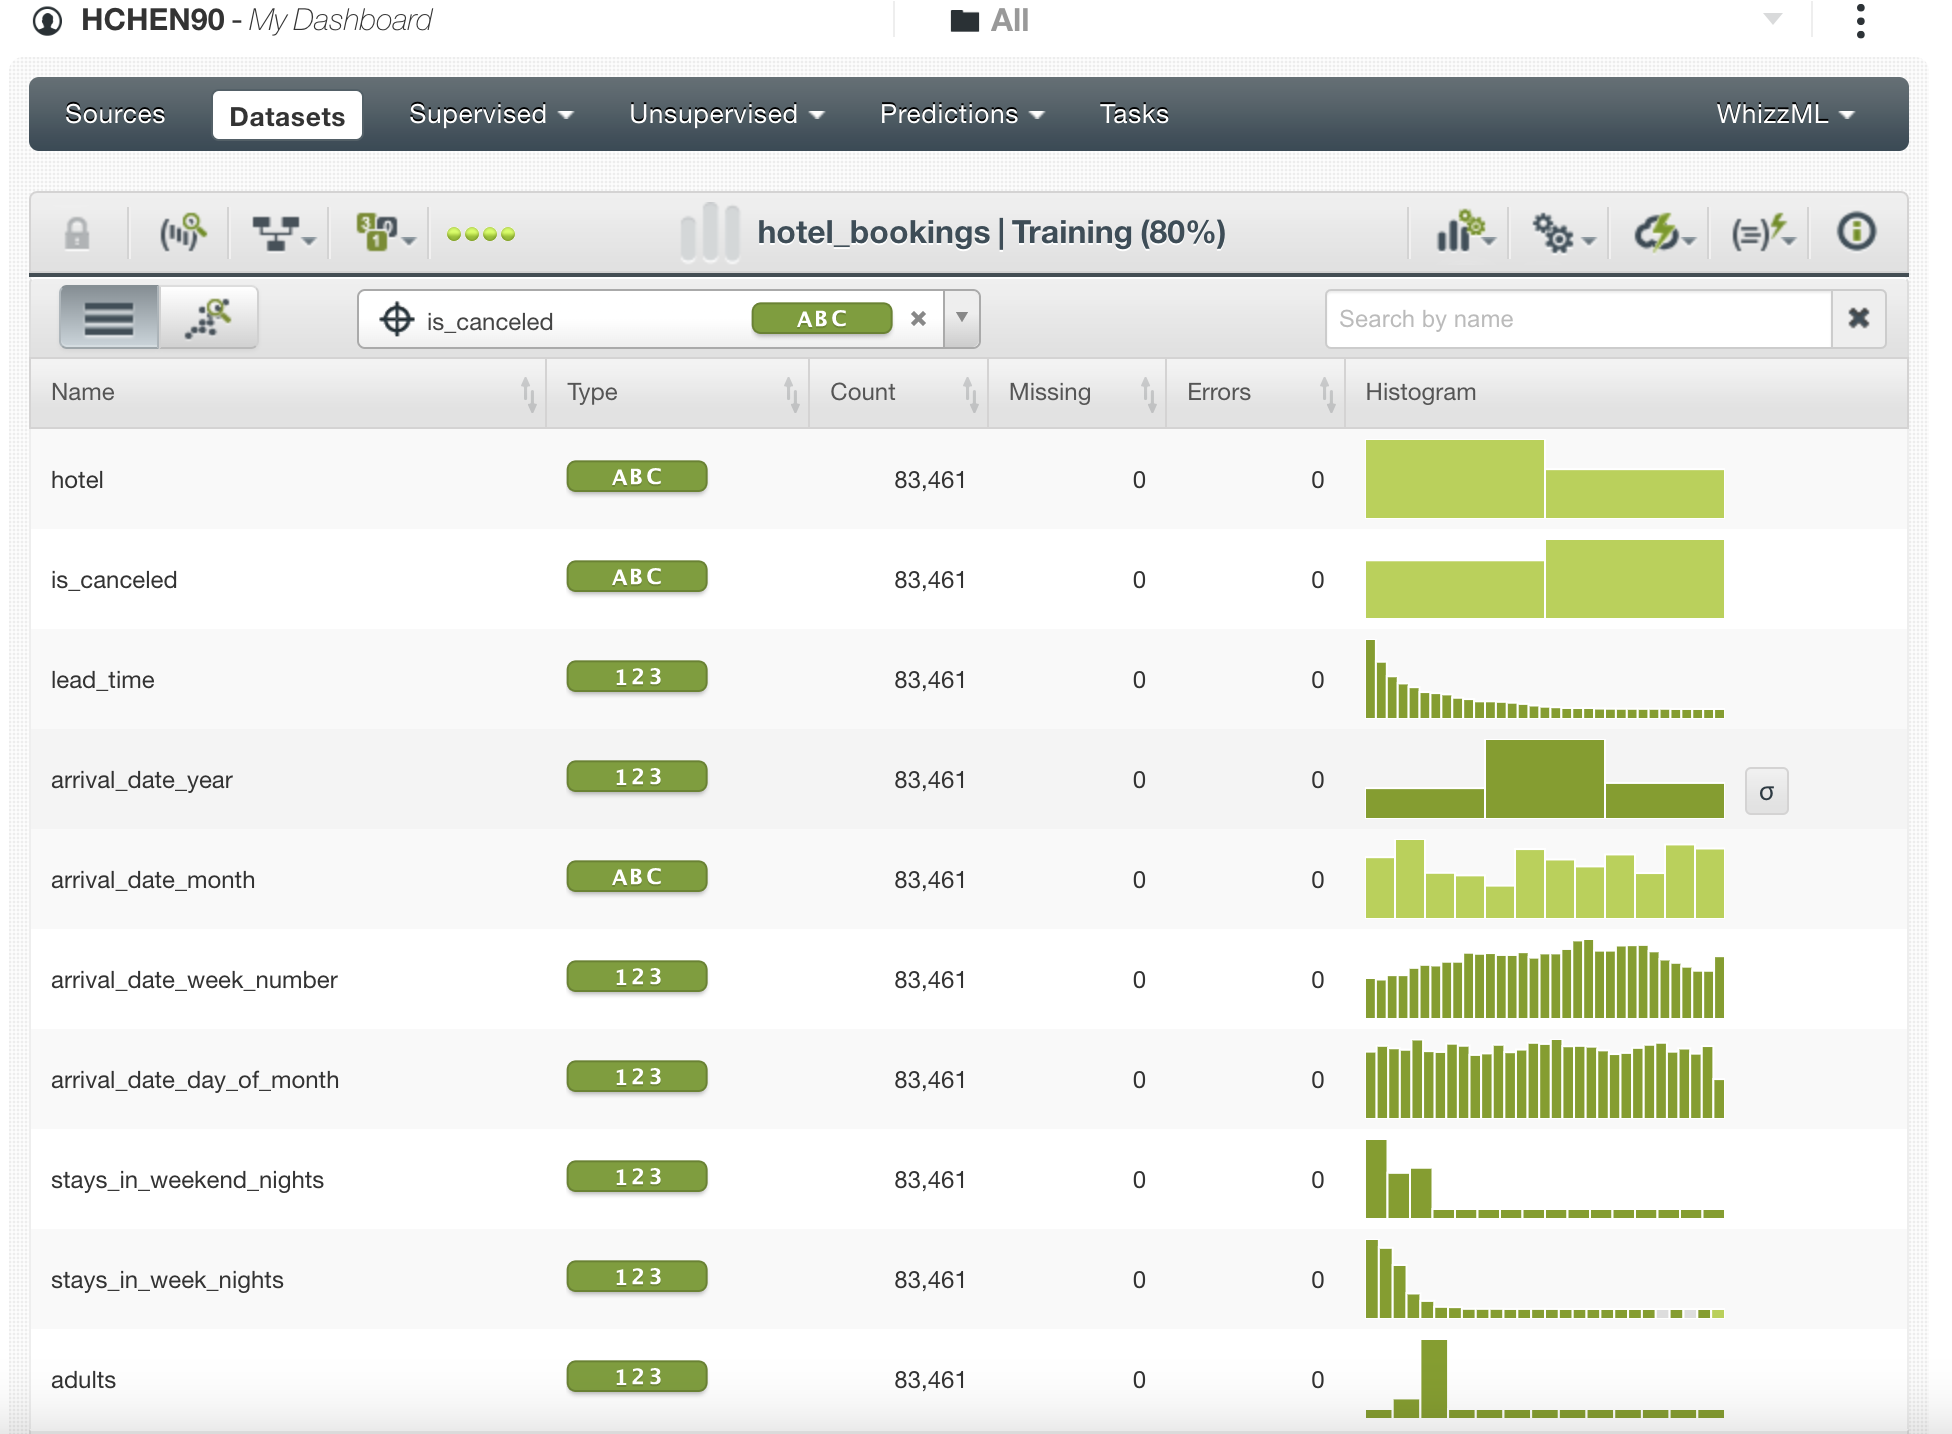 HCHEN90 - My Dashboard All
Sources Datasets Supervised Unsupervised Predictions Tasks WhizzML
hotel_bookings | Training (80%)
is_canceled ABC Search by name
Name Type Count Missing Errors Histogram
hotel ABC 83,461 0 0
is_canceled ABC 83,461 0 0
lead_time 123 83,461 0 0
arrival_date_year 123 83,461 0 0 σ
arrival_date_month ABC 83,461 0 0
arrival_date_week_number 123 83,461 0 0
arrival_date_day_of_month 123 83,461 0 0
stays_in_weekend_nights 123 83,461 0 0
stays_in_week_nights 123 83,461 0 0
adults 123 83,461 0 0